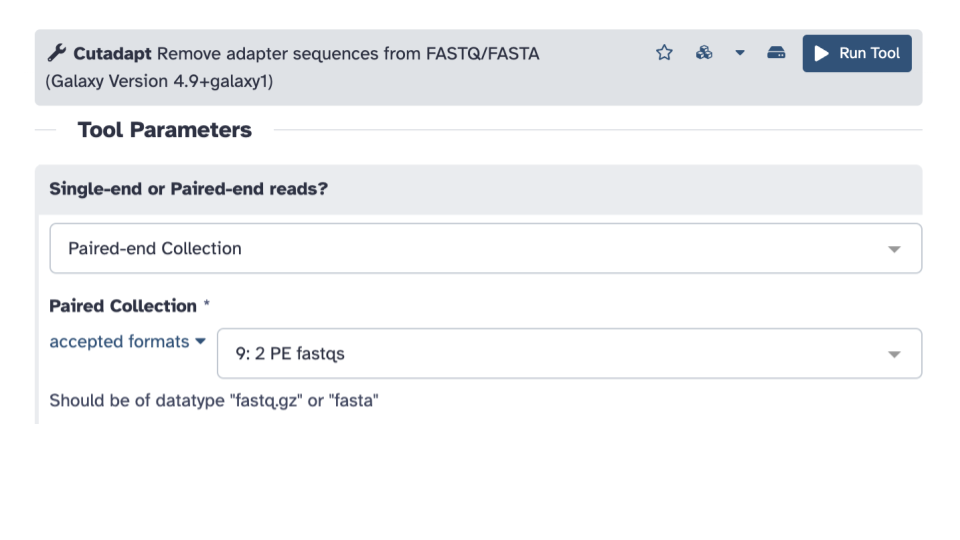 Cutadapt Remove adapter sequences from FASTQ/FASTA
(Galaxy Version 4.9+galaxy1)
Run Tool
Tool Parameters
Single-end or Paired-end reads?
Paired-end Collection
Paired Collection *
accepted formats
9: 2 PE fastqs
Should be of datatype "fastq.gz" or "fasta"